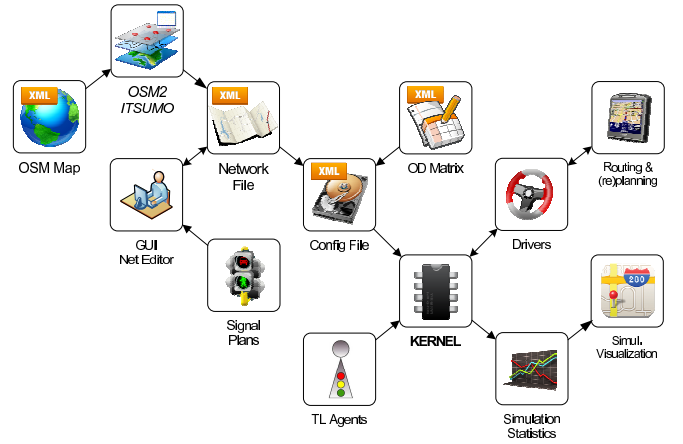 OSM2
ITSUMO
XML
OSM Map
XML
Network
File
XML
OD Matrix
Routing &
(re)planning
GUI
Net Editor
XML
Config File
Drivers
Signal
Plans
KERNEL
200
Simul.
Visualization
TL Agents
Simulation
Statistics